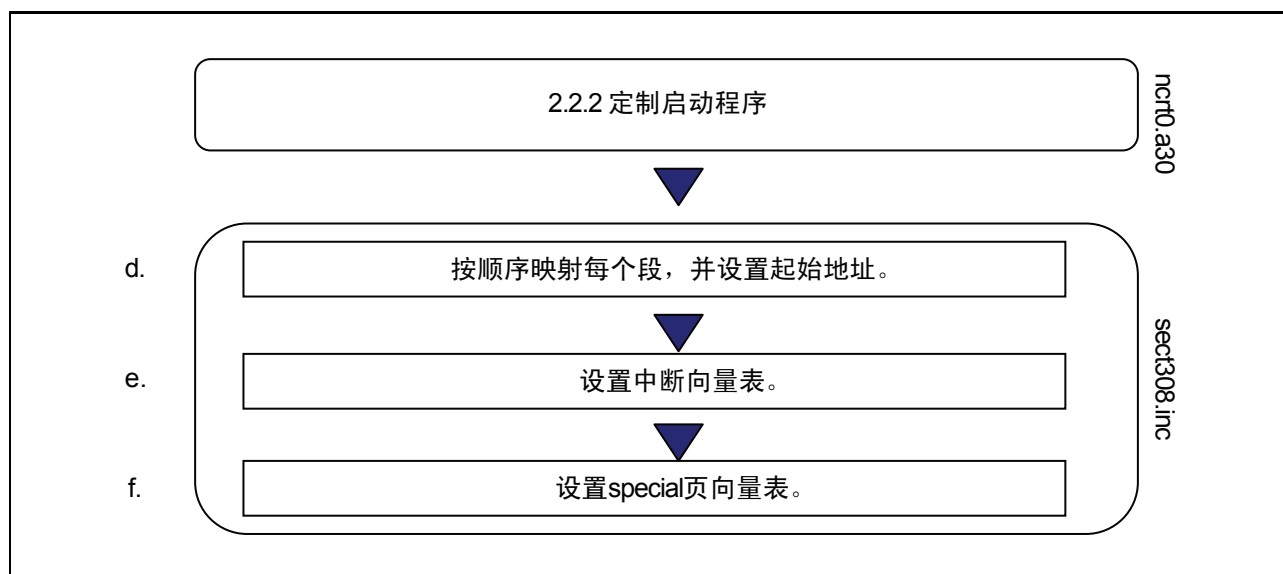 2.2.2 定制启动程序
ncrt0.a30
d.
按顺序映射每个段，并设置起始地址。
e.
设置中断向量表。
f.
设置special页向量表。
sect308.inc